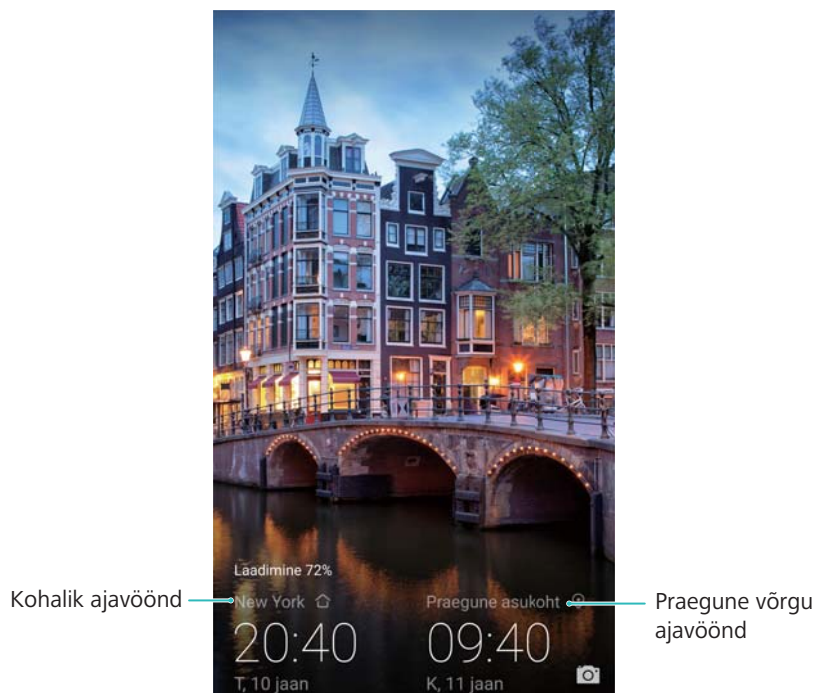 Laadimine 72%
Kohalik ajavöönd
New York
Praegune asukoht
Praegune võrgu
ajavöönd
20:40
09:40
T, 10 jaan
K, 11 jaan